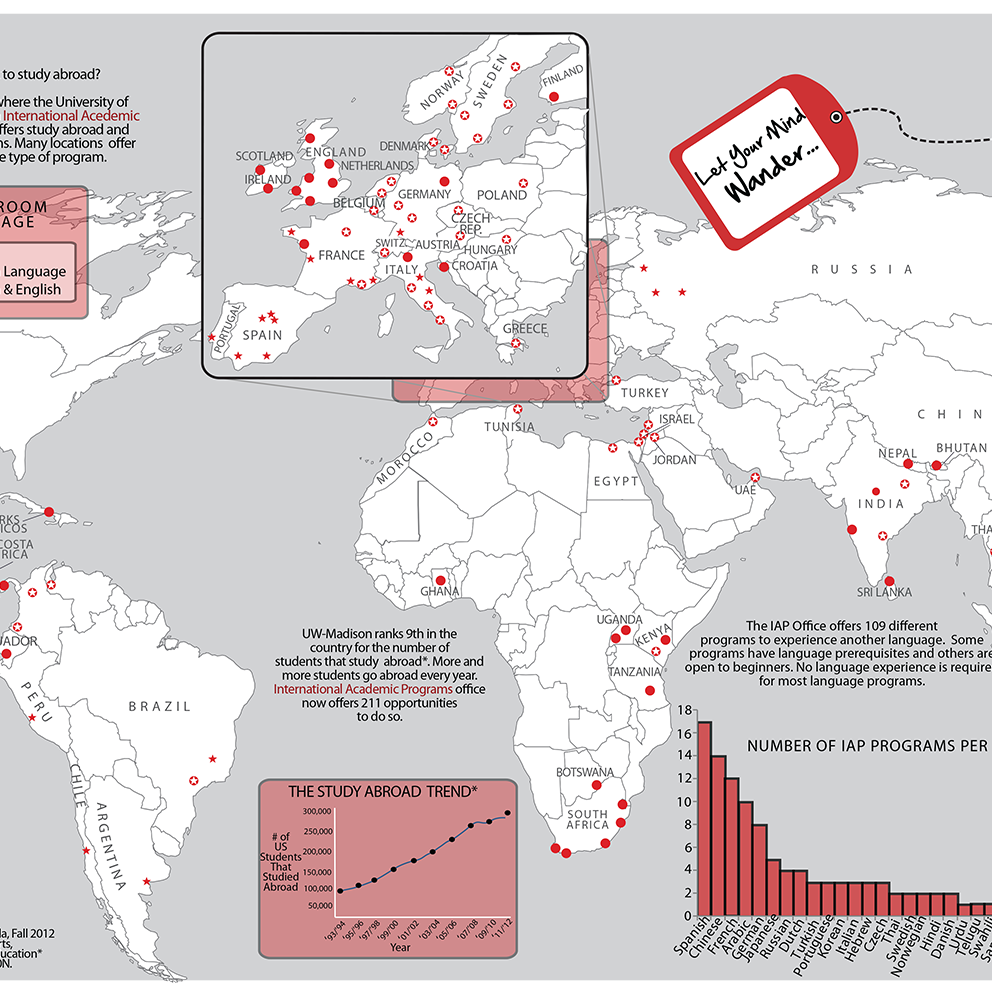 to study abroad?
where the University of
International Acedemic
ffers study abroad and
ns. Many locations offer
e type of program.
ROOM
AGE
Language
& English
NORWAY
SWEDEN
FINLAND
SCOTLAND
ENGLAND
DENMARK
NETHERLANDS
IRELAND
BELGIUM
GERMANY
POLAND
CZECH
REP.
FRANCE
SWITZ.
AUSTRIA
HUNGARY
ITALY
CROATIA
PORTUGAL
SPAIN
GREECE
Let Your Mind
Wander...
RUSSIA
TURKEY
TUNISIA
ISRAEL
MOROCCO
JORDAN
EGYPT
UAE
CHIN
NEPAL
BHUTAN
INDIA
THA
SRI LANKA
RKS
ICOS
COSTA
RICA
UADOR
PERU
BRAZIL
CHILE
ARGENTINA
GHANA
UGANDA
KENYA
TANZANIA
BOTSWANA
SOUTH
AFRICA
UW-Madison ranks 9th in the
country for the number of
students that study abroad*. More and
more students go abroad every year.
International Academic Programs office
now offers 211 opportunities
to do so.
The IAP Office offers 109 different
programs to experience another language. Some
programs have language prerequisites and others are
open to beginners. No language experience is require
for most language programs.
THE STUDY ABROAD TREND*
# of
US
Students
That
Studied
Abroad
300,000
250,000
200,000
150,000
100,000
50,000
'93/94
'95/96
'97/98
'99/00
'01/02
'03/04
'05/06
'07/08
'09/10
'11/12
Year
NUMBER OF IAP PROGRAMS PER
18
16
14
12
10
8
6
4
2
0
Spanish
Chinese
French
Arabic
German
Japanese
Russian
Dutch
Turkish
Portuguese
Korean
Italian
Hebrew
Czech
Thai
Swedish
Norwegian
Hindi
Danish
Urdu
Telugu
Swahili
San
la, Fall 2012
rts,
ducation*
ON.